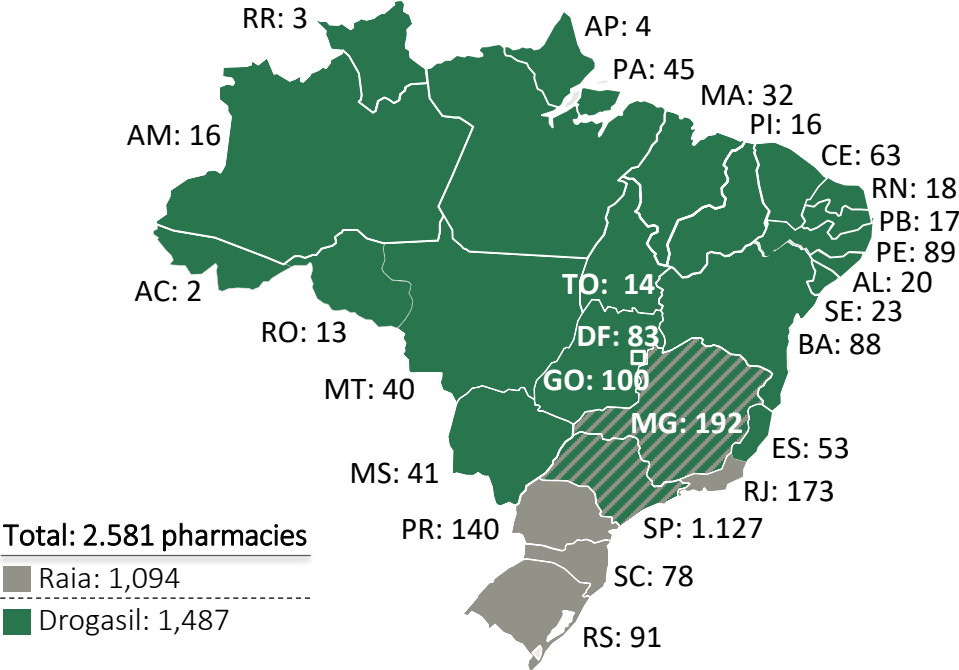 RR: 3
AP: 4
PA: 45
MA: 32
PI: 16
AM: 16
CE: 63
RN: 18
PB: 17
PE: 89
AL: 20
TO: 14
AC: 2
SE: 23
RO: 13
DF: 83
BA: 88
GO: 100
MT: 40
MG: 192
ES: 53
MS: 41
RJ: 173
PR: 140
SP: 1.127
Total: 2.581 pharmacies
Raia: 1,094
SC: 78
Drogasil: 1,487
RS: 91